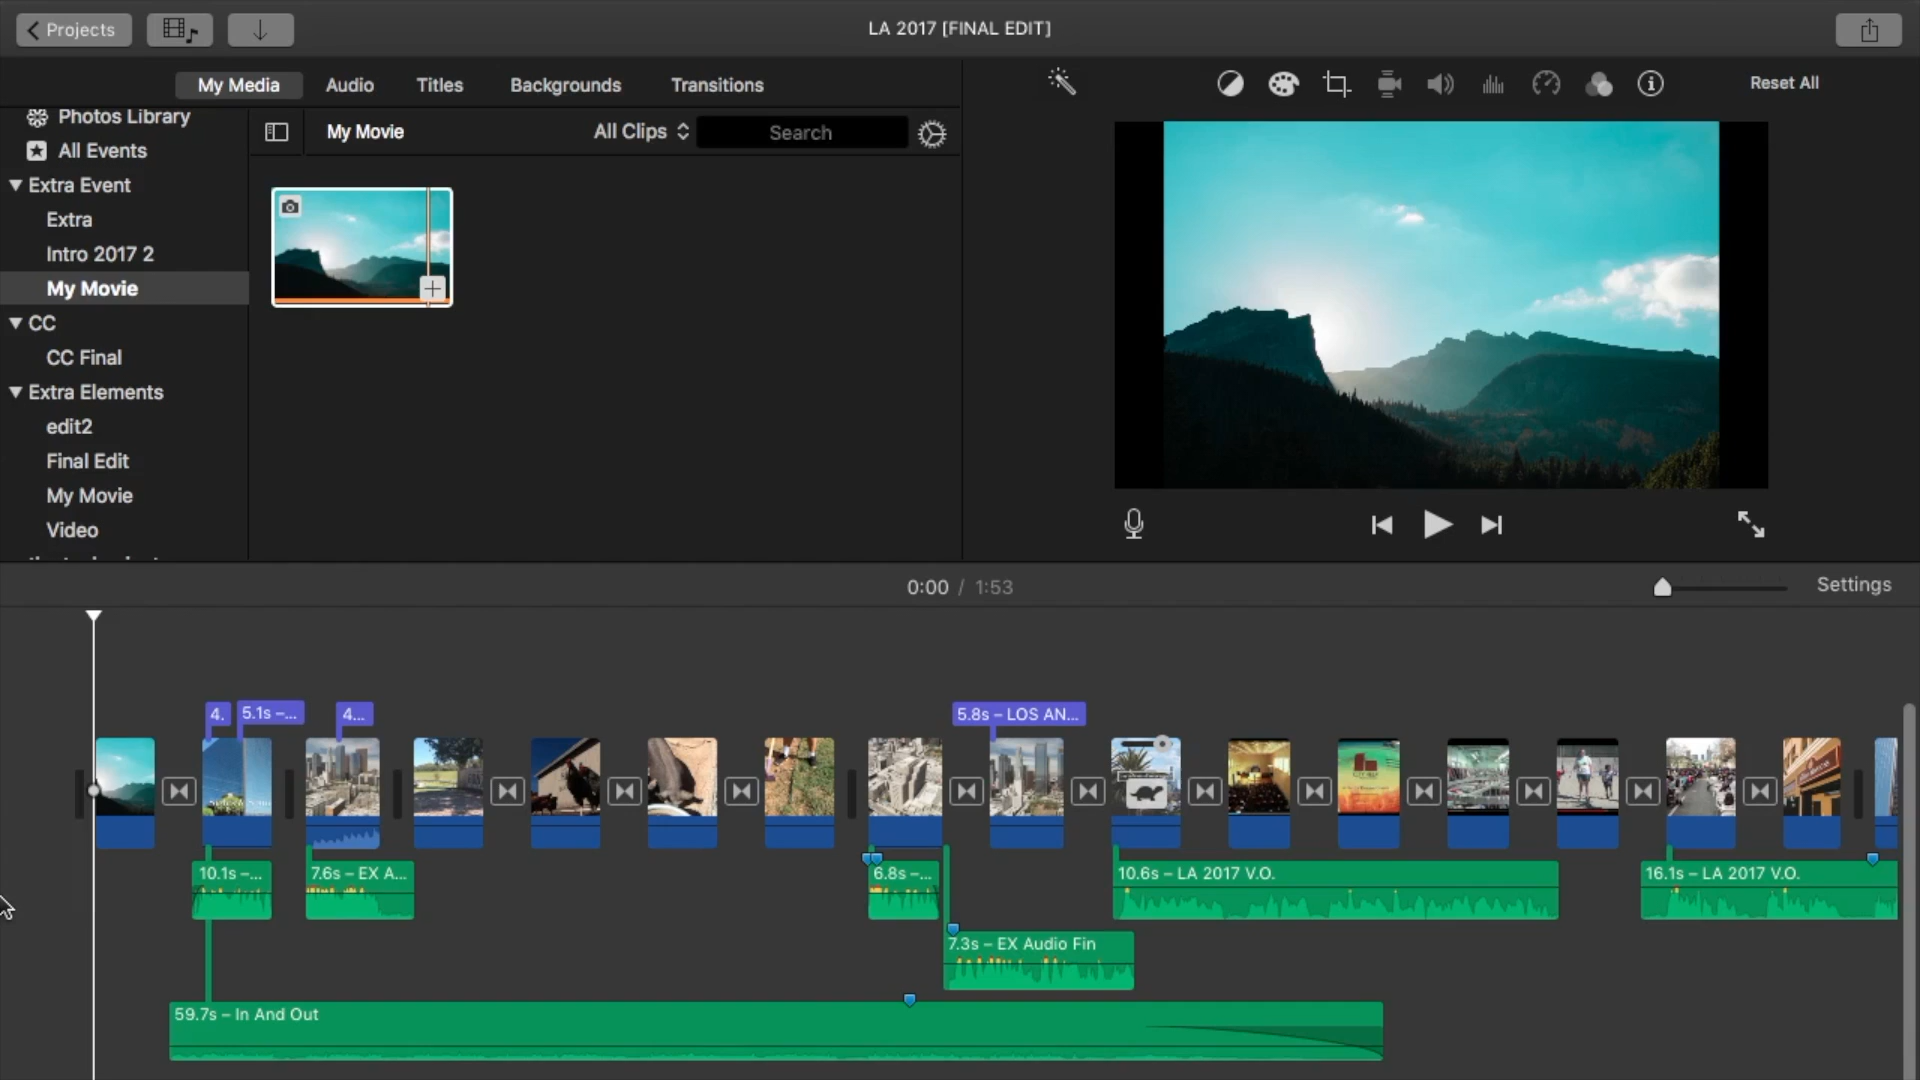 Projects
LA 2017 [FINAL EDIT]
My Media
Audio
Titles
Backgrounds
Transitions
Reset All
Photos Library
All Events
Extra Event
Extra
Intro 2017 2
My Movie
CC
CC Final
Extra Elements
edit2
Final Edit
My Movie
Video
My Movie
All Clips
Search
0:00 / 1:53
Settings
4.
5.1s –...
4...
5.8s – LOS AN...
10.1s –...
7.6s – EX A...
6.8s –...
10.6s – LA 2017 V.O.
16.1s – LA 2017 V.O.
7.3s – EX Audio Fin
59.7s – In And Out